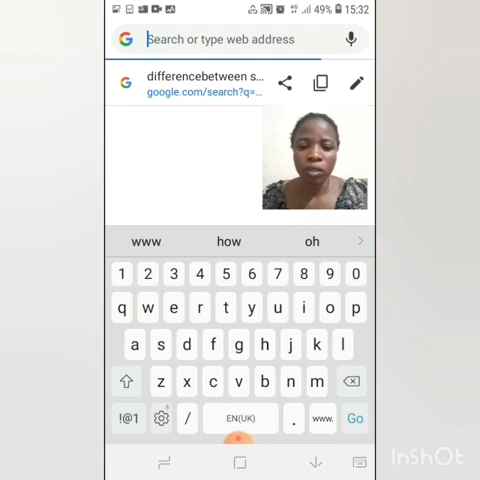 49% 15:32
Search or type web address
differencebetween s...
google.com/search?q=...
www how oh
1 2 3 4 5 6 7 8 9 0
q w e r t y u i o p
a s d f g h j k l
z x c v b n m
!@1 / EN(UK) . www. Go
InShOt